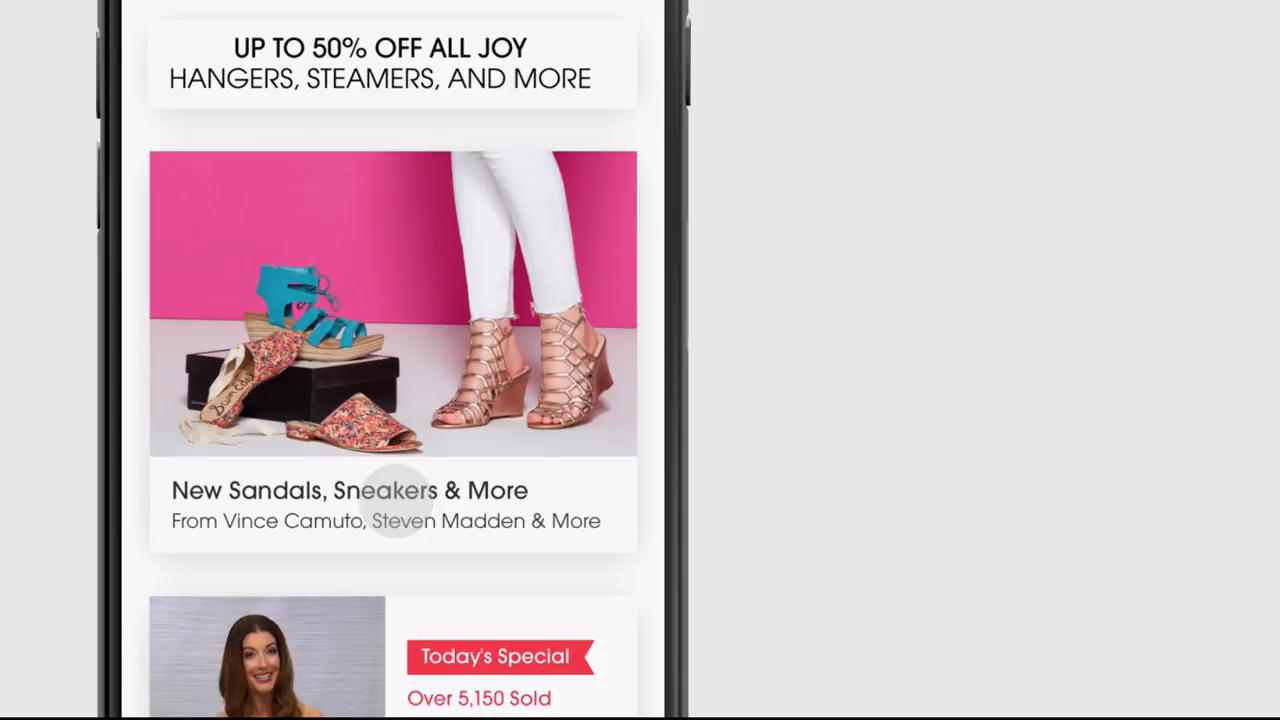 UP TO 50% OFF ALL JOY
HANGERS, STEAMERS, AND MORE
New Sandals, Sneakers & More
From Vince Camuto, Steven Madden & More
Today's Special
Over 5,150 Sold